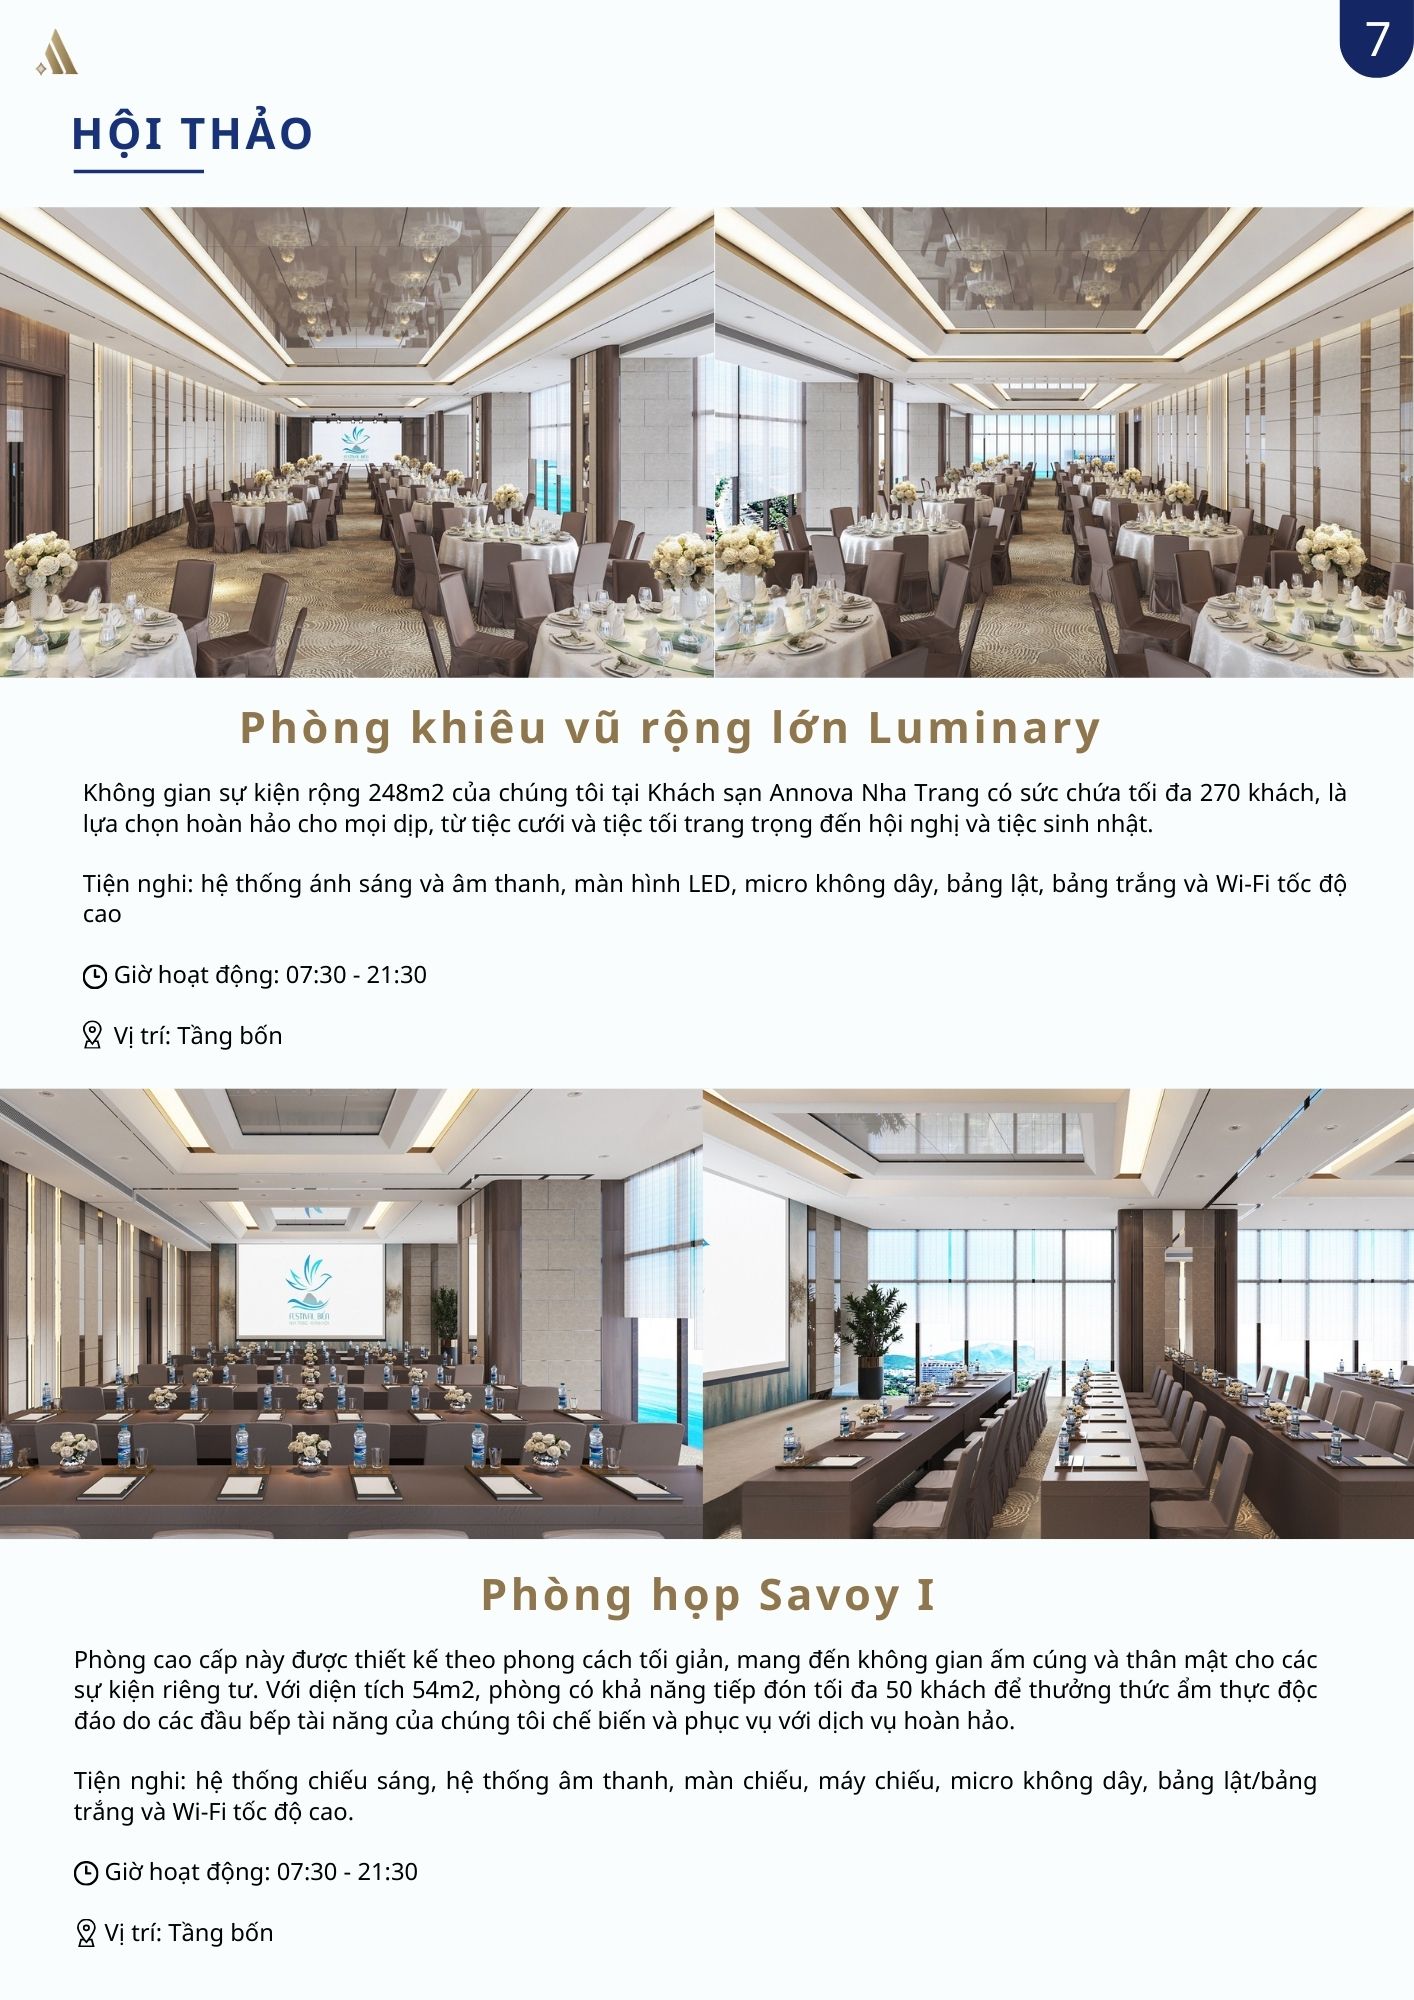 7
HỘI THẢO
FESTIVAL BIỂN
Phòng khiêu vũ rộng lớn Luminary
Không gian sự kiện rộng 248m2 của chúng tôi tại Khách sạn Annova Nha Trang có sức chứa tối đa 270 khách, là
lựa chọn hoàn hảo cho mọi dịp, từ tiệc cưới và tiệc tối trang trọng đến hội nghị và tiệc sinh nhật.
Tiện nghi: hệ thống ánh sáng và âm thanh, màn hình LED, micro không dây, bảng lật, bảng trắng và Wi-Fi tốc độ
cao
Giờ hoạt động: 07:30 - 21:30
Vị trí: Tầng bốn
FESTIVAL BIỂN
Phòng họp Savoy I
Phòng cao cấp này được thiết kế theo phong cách tối giản, mang đến không gian ấm cúng và thân mật cho các
sự kiện riêng tư. Với diện tích 54m2, phòng có khả năng tiếp đón tối đa 50 khách để thưởng thức ẩm thực độc
đáo do các đầu bếp tài năng của chúng tôi chế biến và phục vụ với dịch vụ hoàn hảo.
Tiện nghi: hệ thống chiếu sáng, hệ thống âm thanh, màn chiếu, máy chiếu, micro không dây, bảng lật/bảng
trắng và Wi-Fi tốc độ cao.
Giờ hoạt động: 07:30 - 21:30
Vị trí: Tầng bốn